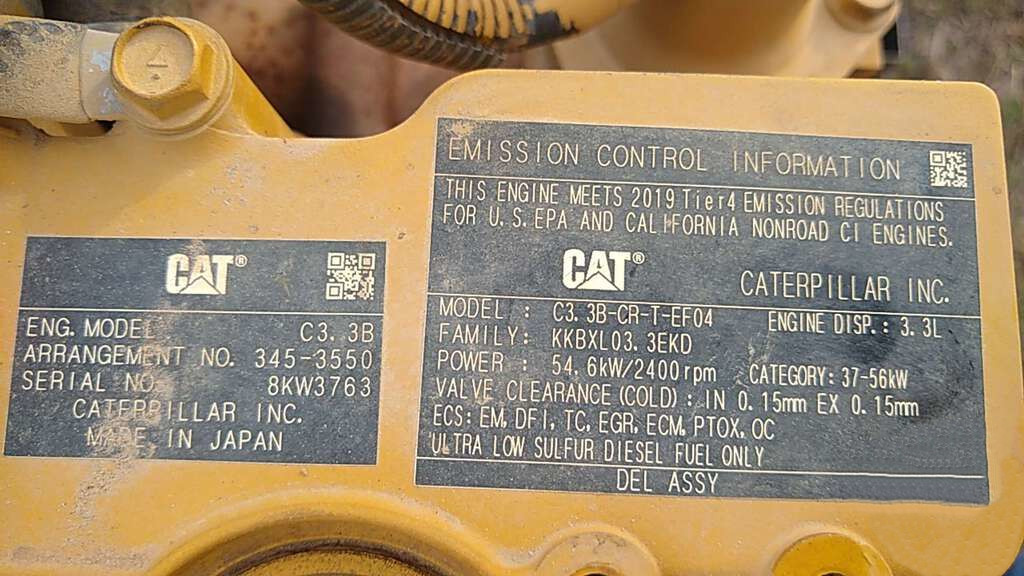 CAT®
ENG. MODEL C3.3B
ARRANGEMENT NO. 345-3550
SERIAL NO. 8KW3763
CATERPILLAR INC.
MADE IN JAPAN
EMISSION CONTROL INFORMATION
THIS ENGINE MEETS 2019 Tier4 EMISSION REGULATIONS
FOR U.S.EPA AND CALIFORNIA NONROAD CI ENGINES.
CAT® CATERPILLAR INC.
MODEL : C3.3B-CR-T-EF04 ENGINE DISP.: 3.3L
FAMILY: KKBXL03.3EKD
POWER : 54.6kW/2400rpm CATEGORY: 37-56kW
VALVE CLEARANCE(COLD): IN 0.15mm EX 0.15mm
ECS: EM, DFI, TC, EGR, ECM, PTOX, OC
ULTRA LOW SULFUR DIESEL FUEL ONLY
DEL ASSY